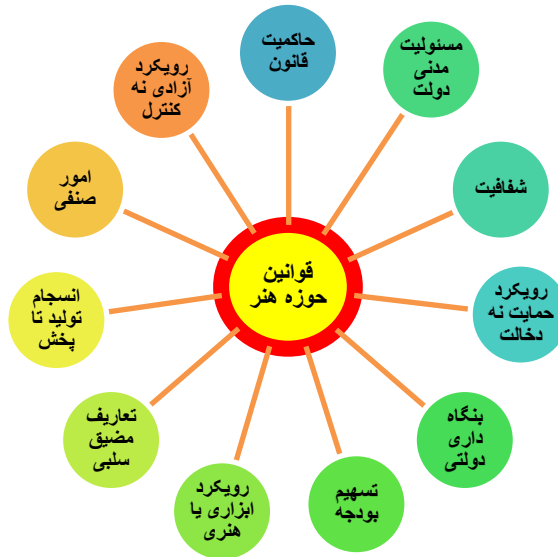 قوانین
حوزه هنر
حاکمیت
قانون
مسئولیت
مدنی
دولت
شفافیت
رویکرد
حمایت نه
دخالت
بنگاه
داری
دولتی
تسهیم
بودجه
رویکرد
ابزاری یا
هنری
تعاریف
مضیق
سلبی
انسجام
تولید تا
پخش
امور
صنفی
رویکرد
آزادی نه
کنترل